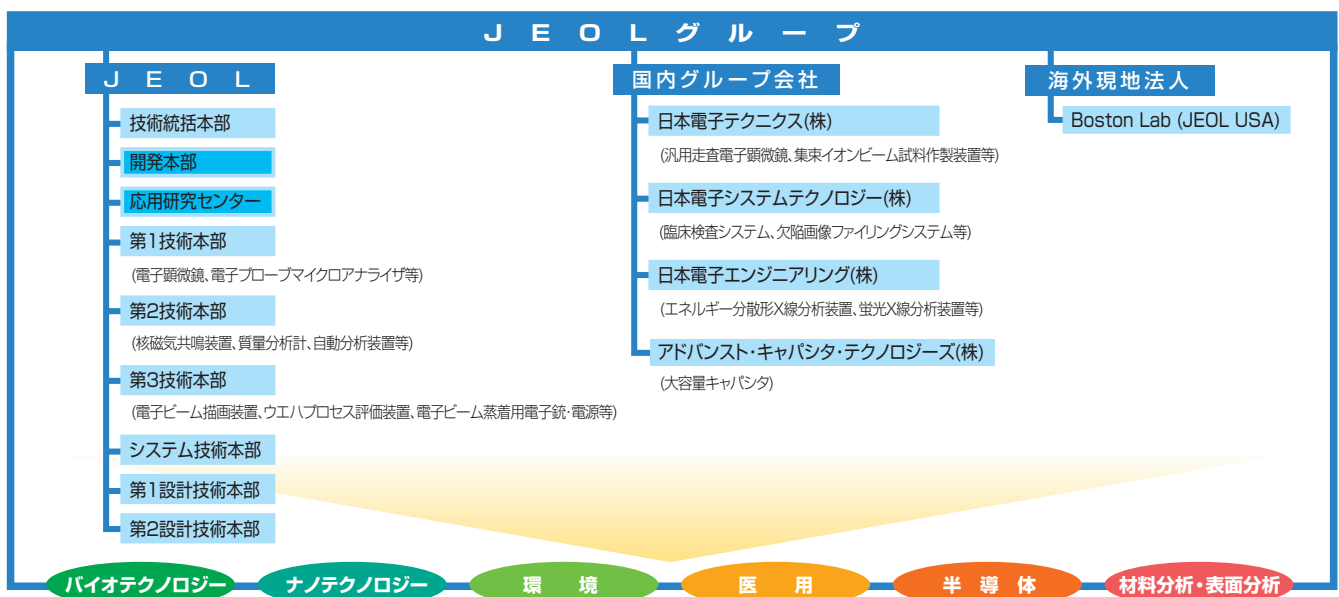 JEOLグループ
JEOL
技術統括本部
開発本部
応用研究センター
第1技術本部
(電子顕微鏡、電子プローブマイクロアナライザ等)
第2技術本部
(核磁気共鳴装置、質量分析計、自動分析装置等)
第3技術本部
(電子ビーム描画装置、ウエハプロセス評価装置、電子ビーム蒸着用電子銃・電源等)
システム技術本部
第1設計技術本部
第2設計技術本部
国内グループ会社
日本電子テクニクス(株)
(汎用走査電子顕微鏡、集束イオンビーム試料作製装置等)
日本電子システムテクノロジー(株)
(臨床検査システム、欠陥画像ファイリングシステム等)
日本電子エンジニアリング(株)
(エネルギー分散形X線分析装置、蛍光X線分析装置等)
アドバンスト・キャパシタ・テクノロジーズ(株)
(大容量キャパシタ)
海外現地法人
Boston Lab (JEOL USA)
バイオテクノロジー
ナノテクノロジー
環境
医用
半導体
材料分析・表面分析